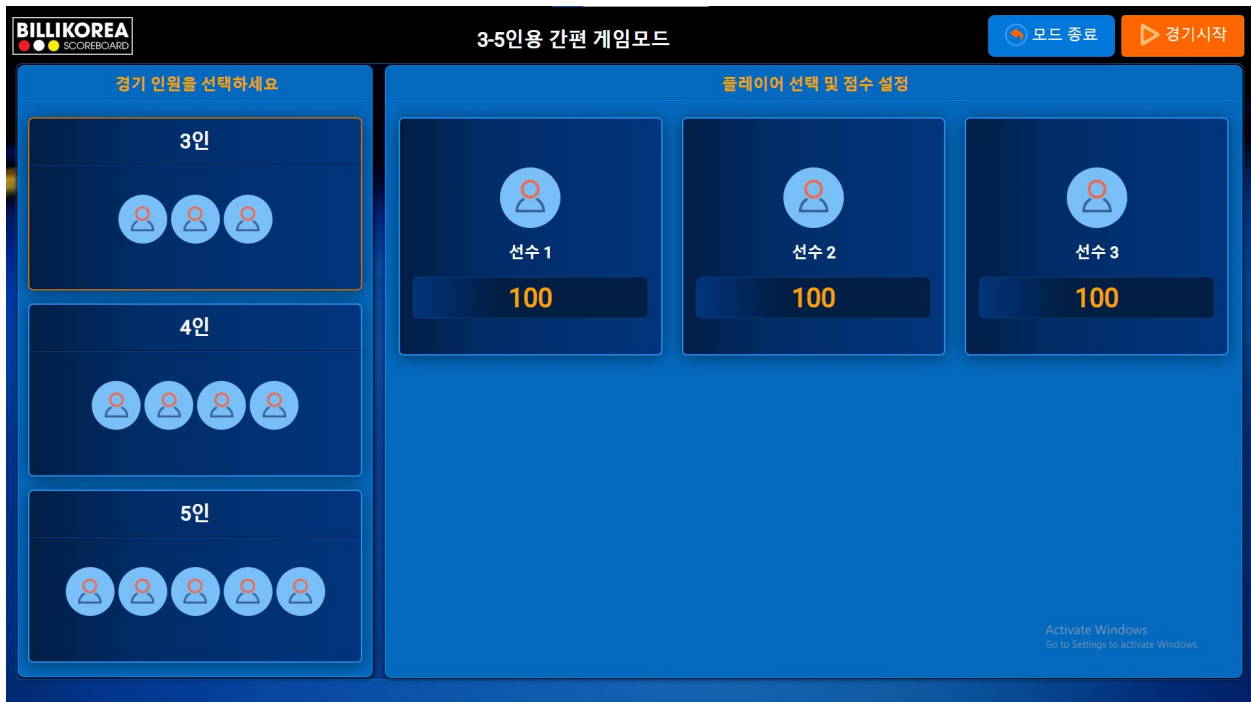 BILLIKOREA
SCOREBOARD
3-5인용 간편 게임모드
모드 종료
경기시작
경기 인원을 선택하세요
3인
4인
5인
플레이어 선택 및 점수 설정
선수 1
100
선수 2
100
선수 3
100
Activate Windows
Go to Settings to activate Windows.